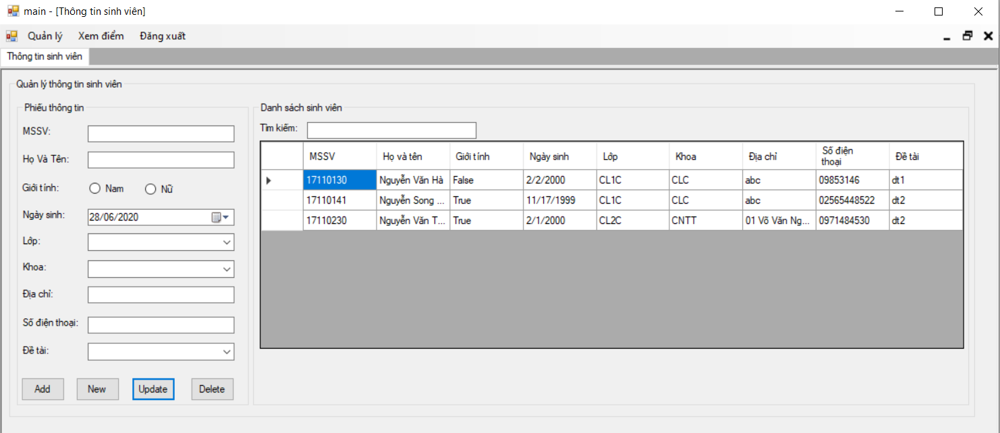 main - [Thông tin sinh viên]
Quản lý Xem điểm Đăng xuất
Thông tin sinh viên
Quản lý thông tin sinh viên
Phiếu thông tin
MSSV:
Họ Và Tên:
Giới tính: Nam Nữ
Ngày sinh: 28/06/2020
Lớp:
Khoa:
Địa chỉ:
Số điện thoại:
Đề tài:
Add New Update Delete
Danh sách sinh viên
Tìm kiếm:
MSSV Họ và tên Giới tính Ngày sinh Lớp Khoa Địa chỉ Số điện thoại Đề tài
17110130 Nguyễn Văn Hà False 2/2/2000 CL1C CLC abc 09853146 dt1
17110141 Nguyễn Song ... True 11/17/1999 CL1C CLC abc 02565448522 dt2
17110230 Nguyễn Văn T... True 2/1/2000 CL2C CNTT 01 Võ Văn Ng... 0971484530 dt2